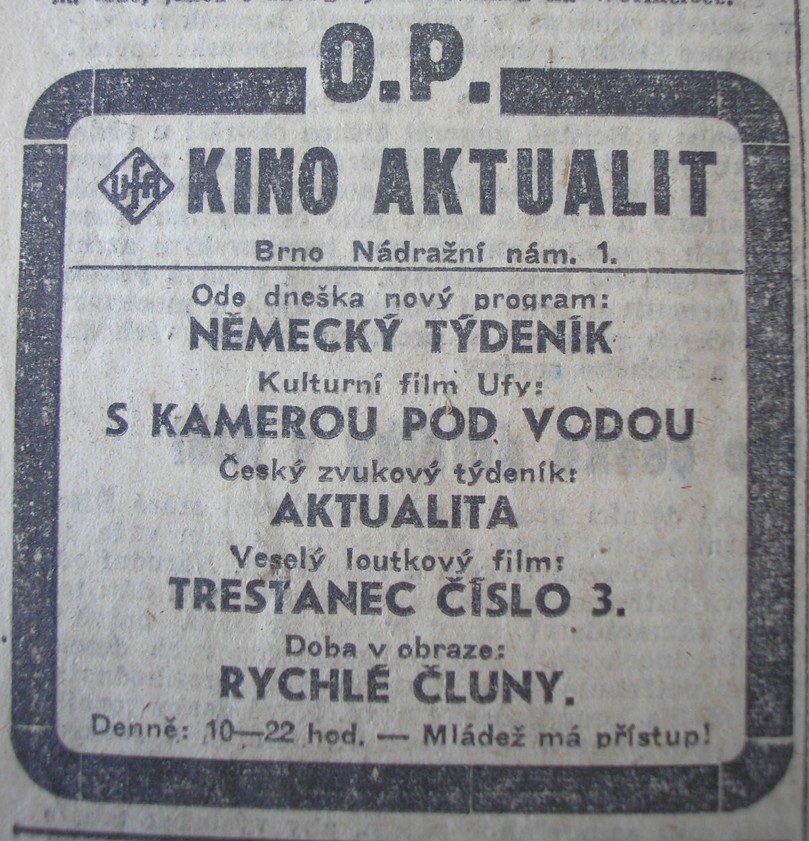 O.P.
Ufa KINO AKTUALIT
Brno Nádražní nám. 1.
Ode dneška nový program:
NĚMECKÝ TÝDENÍK
Kulturní film Ufy:
S KAMEROU POD VODOU
Český zvukový týdeník:
AKTUALITA
Veselý loutkový film:
TRESTANEC ČÍSLO 3.
Doba v obraze:
RYCHLÉ ČLUNY.
Denně: 10—22 hod. — Mládež má přístup!